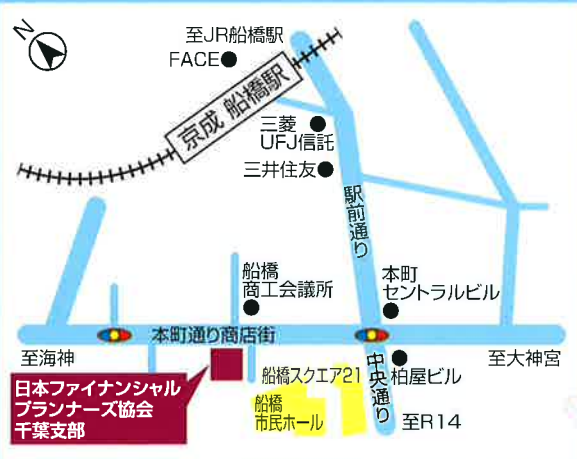 N
至JR船橋駅
FACE
京成 船橋駅
三菱
UFJ信託
三井住友
駅前通り
船橋
商工会議所
本町
セントラルビル
本町通り商店街
至海神
至大神宮
日本ファイナンシャル
プランナーズ協会
千葉支部
船橋スクエア21
中央通り
柏屋ビル
船橋
市民ホール
至R14